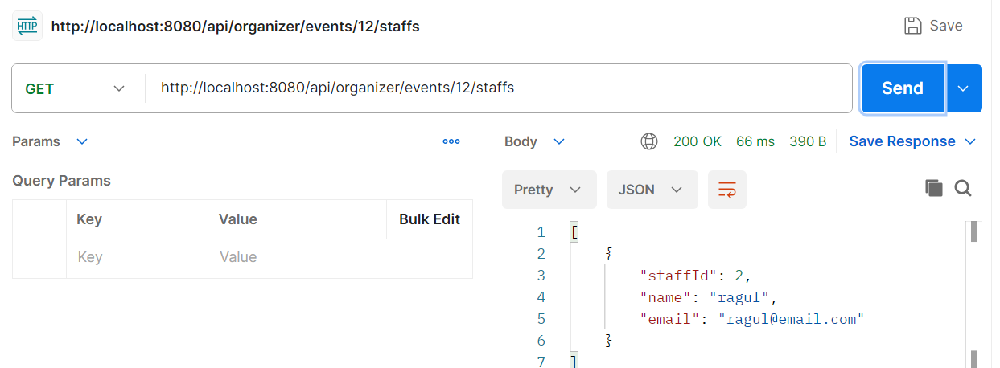 HTTP http://localhost:8080/api/organizer/events/12/staffs Save
GET http://localhost:8080/api/organizer/events/12/staffs Send
Params
Query Params
Key Value Bulk Edit
Key Value
Body 200 OK 66 ms 390 B Save Response
Pretty JSON
1 [
2 {
3 "staffId": 2,
4 "name": "ragul",
5 "email": "ragul@email.com"
6 }
7 ]